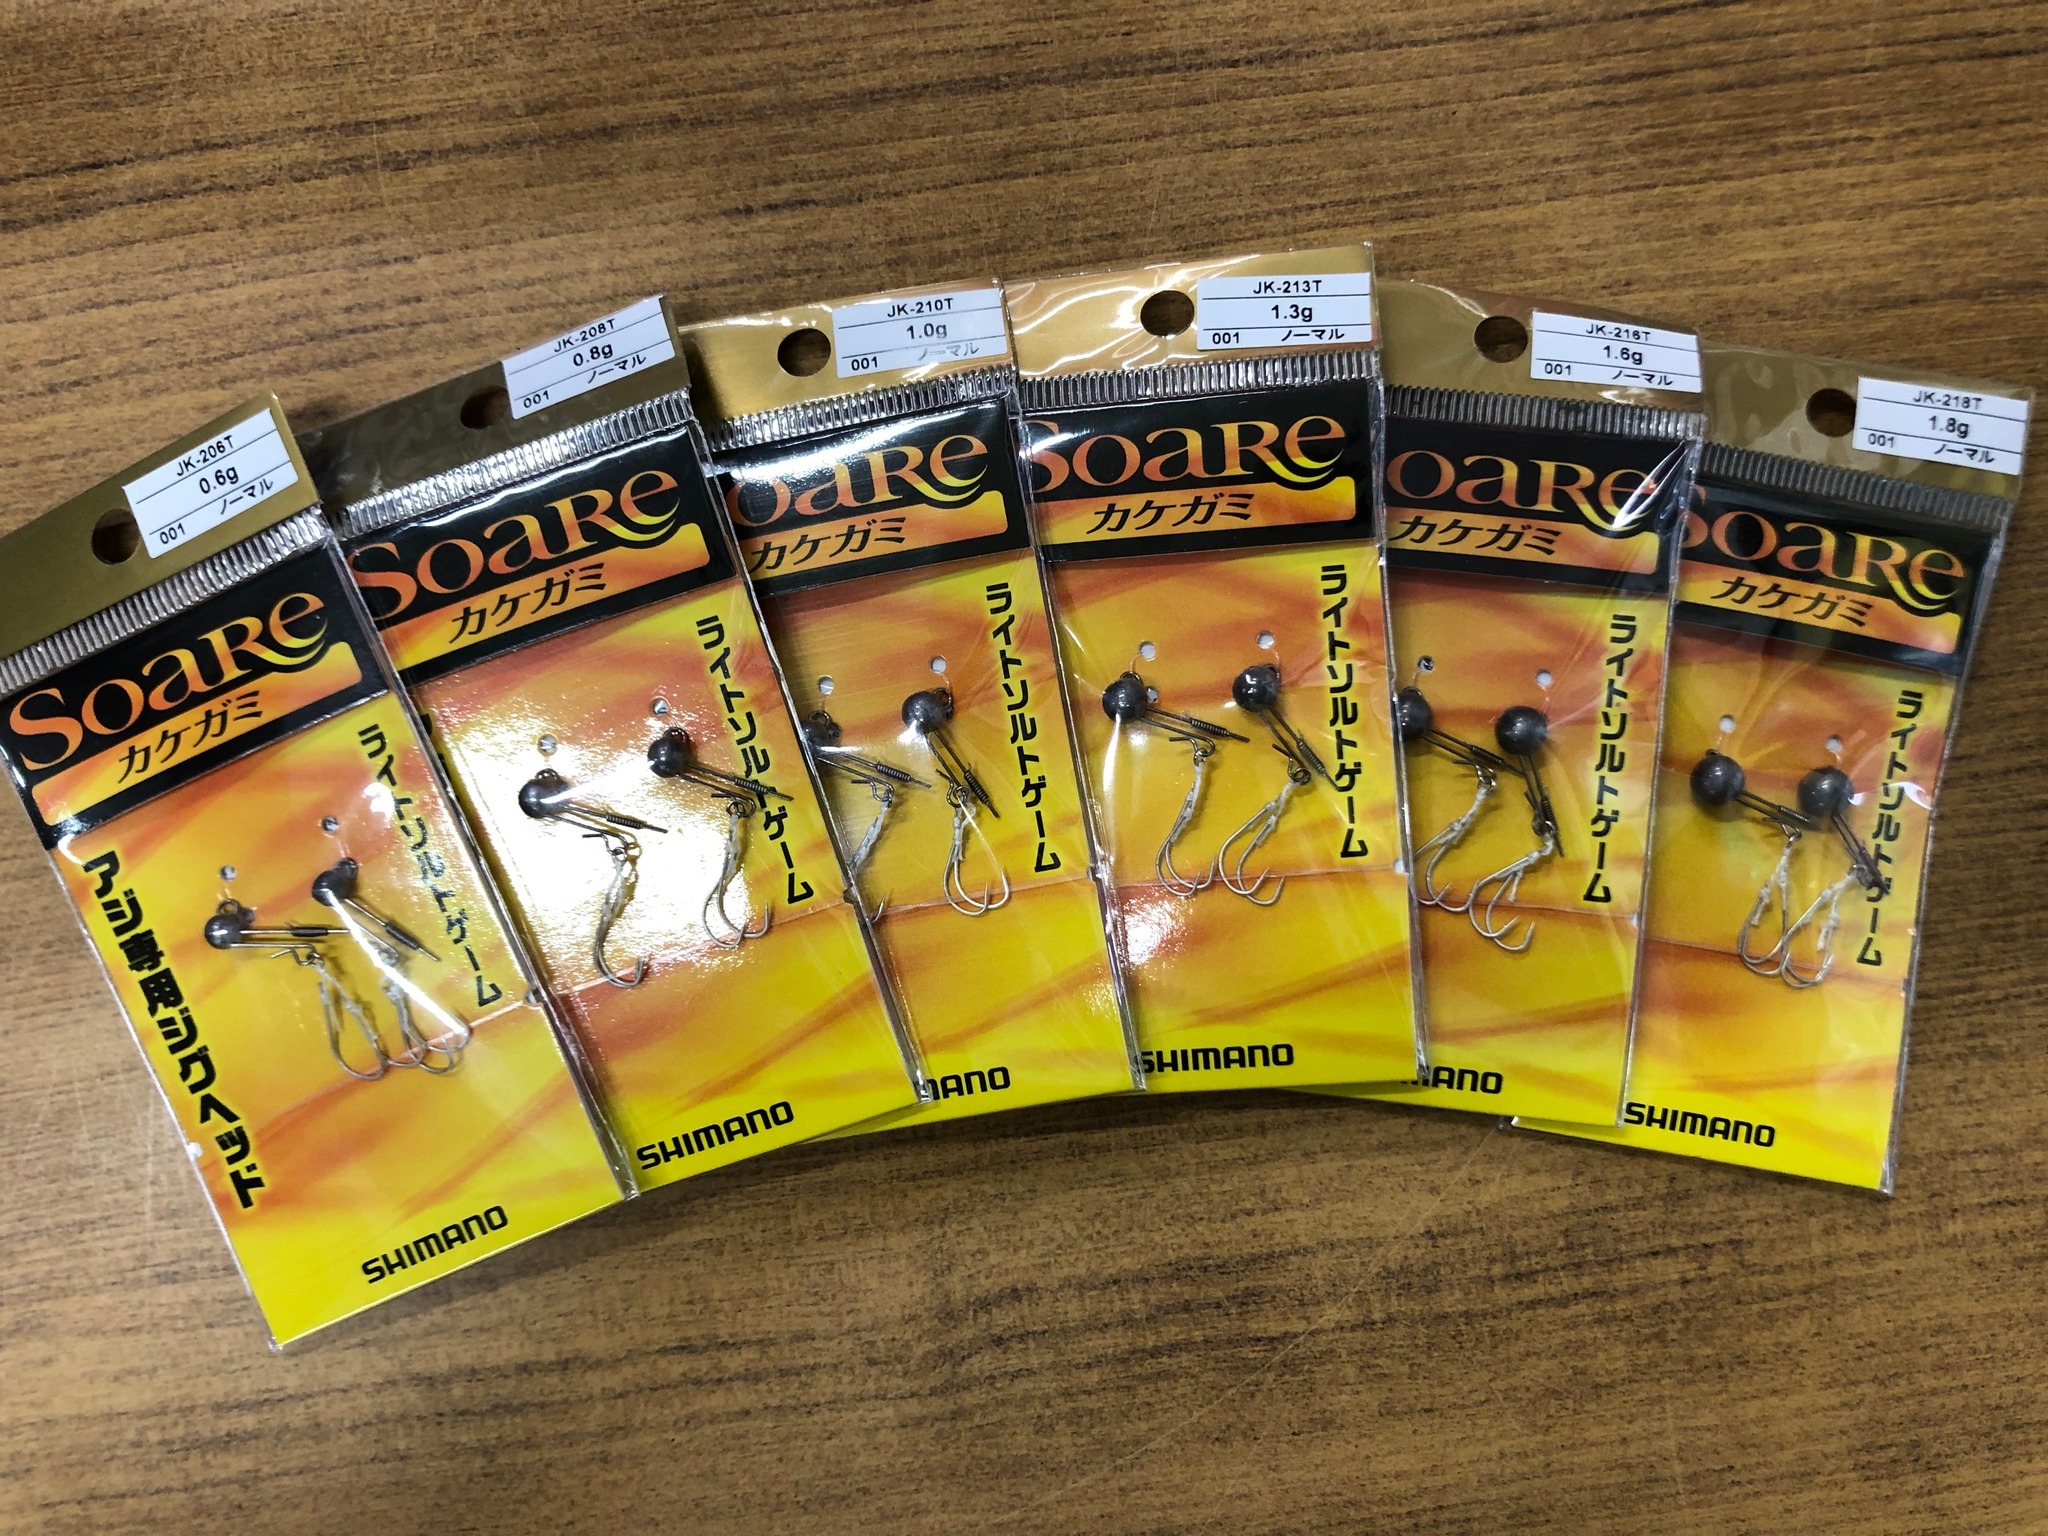 JK-206T
0.6g
001 ノーマル
Soare
カケガミ
ライトソルトゲーム
アジ専用ジグヘッド
SHIMANO
JK-208T
0.8g
001 ノーマル
Soare
カケガミ
ライトソルトゲーム
SHIMANO
JK-210T
1.0g
001 ノーマル
oare
カケガミ
ライトソルトゲーム
MANO
JK-213T
1.3g
001 ノーマル
Soare
カケガミ
ライトソルトゲーム
SHIMANO
JK-216T
1.6g
001 ノーマル
oare
カケガミ
ライトソルトゲーム
MANO
JK-218T
1.8g
001 ノーマル
Soare
カケガミ
ライトソルトゲーム
SHIMANO